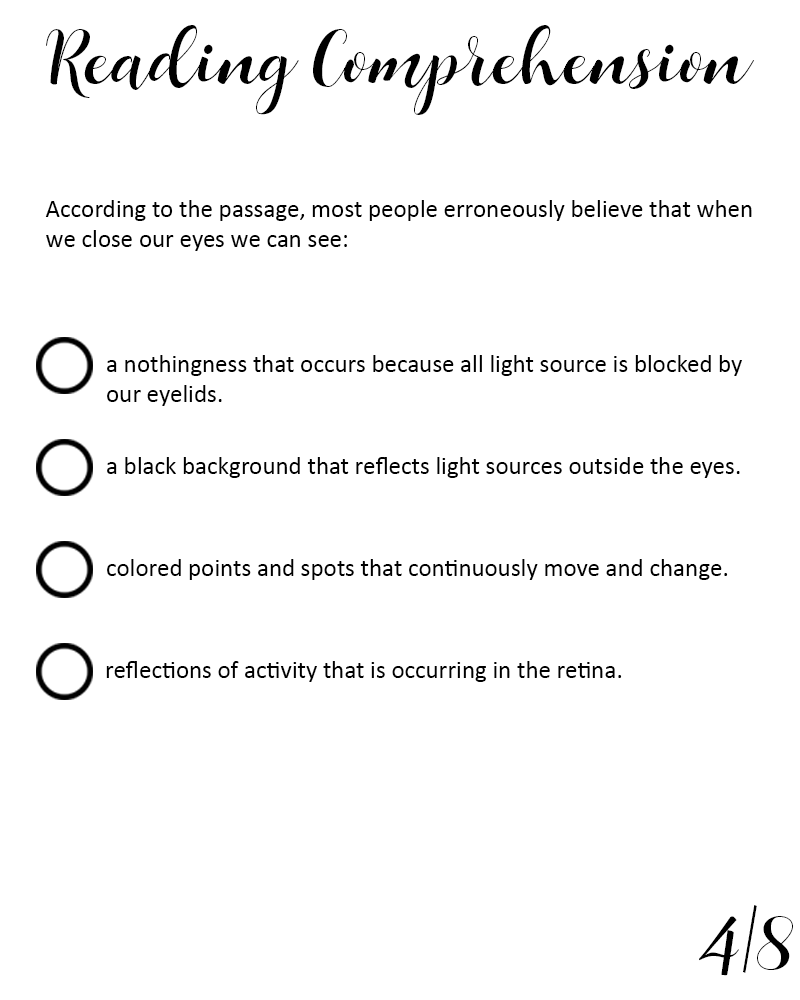 Reading Comprehension
According to the passage, most people erroneously believe that when
we close our eyes we can see:
a nothingness that occurs because all light source is blocked by
our eyelids.
a black background that reflects light sources outside the eyes.
colored points and spots that continuously move and change.
reflections of activity that is occurring in the retina.
4/8